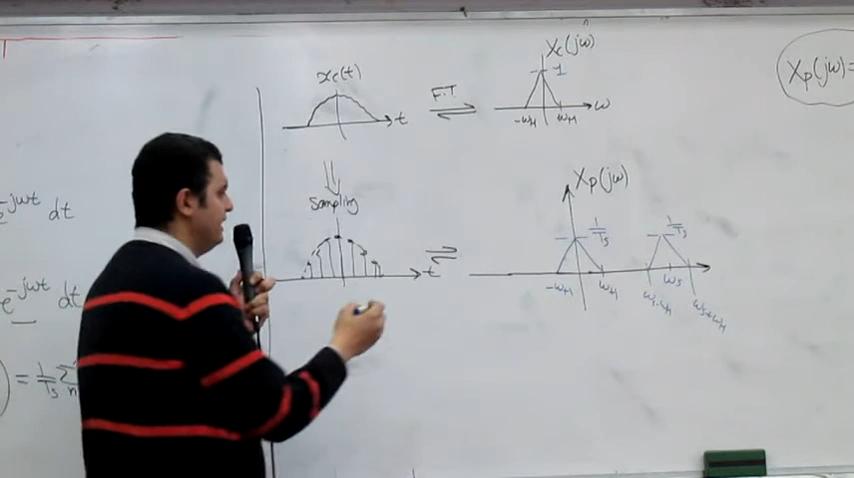 e^-jωt dt
e^-jωt dt
) = 1/Ts Σ n
xc(t)
t
F.T.
Xc(jω)
1
-ωM
ωM
ω
Sampling
t
Xp(jω)
1/Ts
1/Ts
-ωM
ωM
ωs-ωM
ωs
ωs+ωM
Xp(jω)=